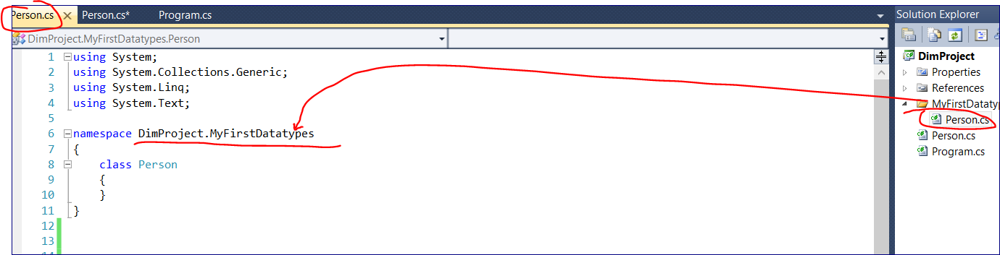 Person.cs Person.cs* Program.cs
DimProject.MyFirstDatatypes.Person
1 using System;
2 using System.Collections.Generic;
3 using System.Linq;
4 using System.Text;
5
6 namespace DimProject.MyFirstDatatypes
7 {
8 class Person
9 {
10 }
11 }
12
13
14
Solution Explorer
DimProject
Properties
References
MyFirstDataty
Person.cs
Person.cs
Program.cs